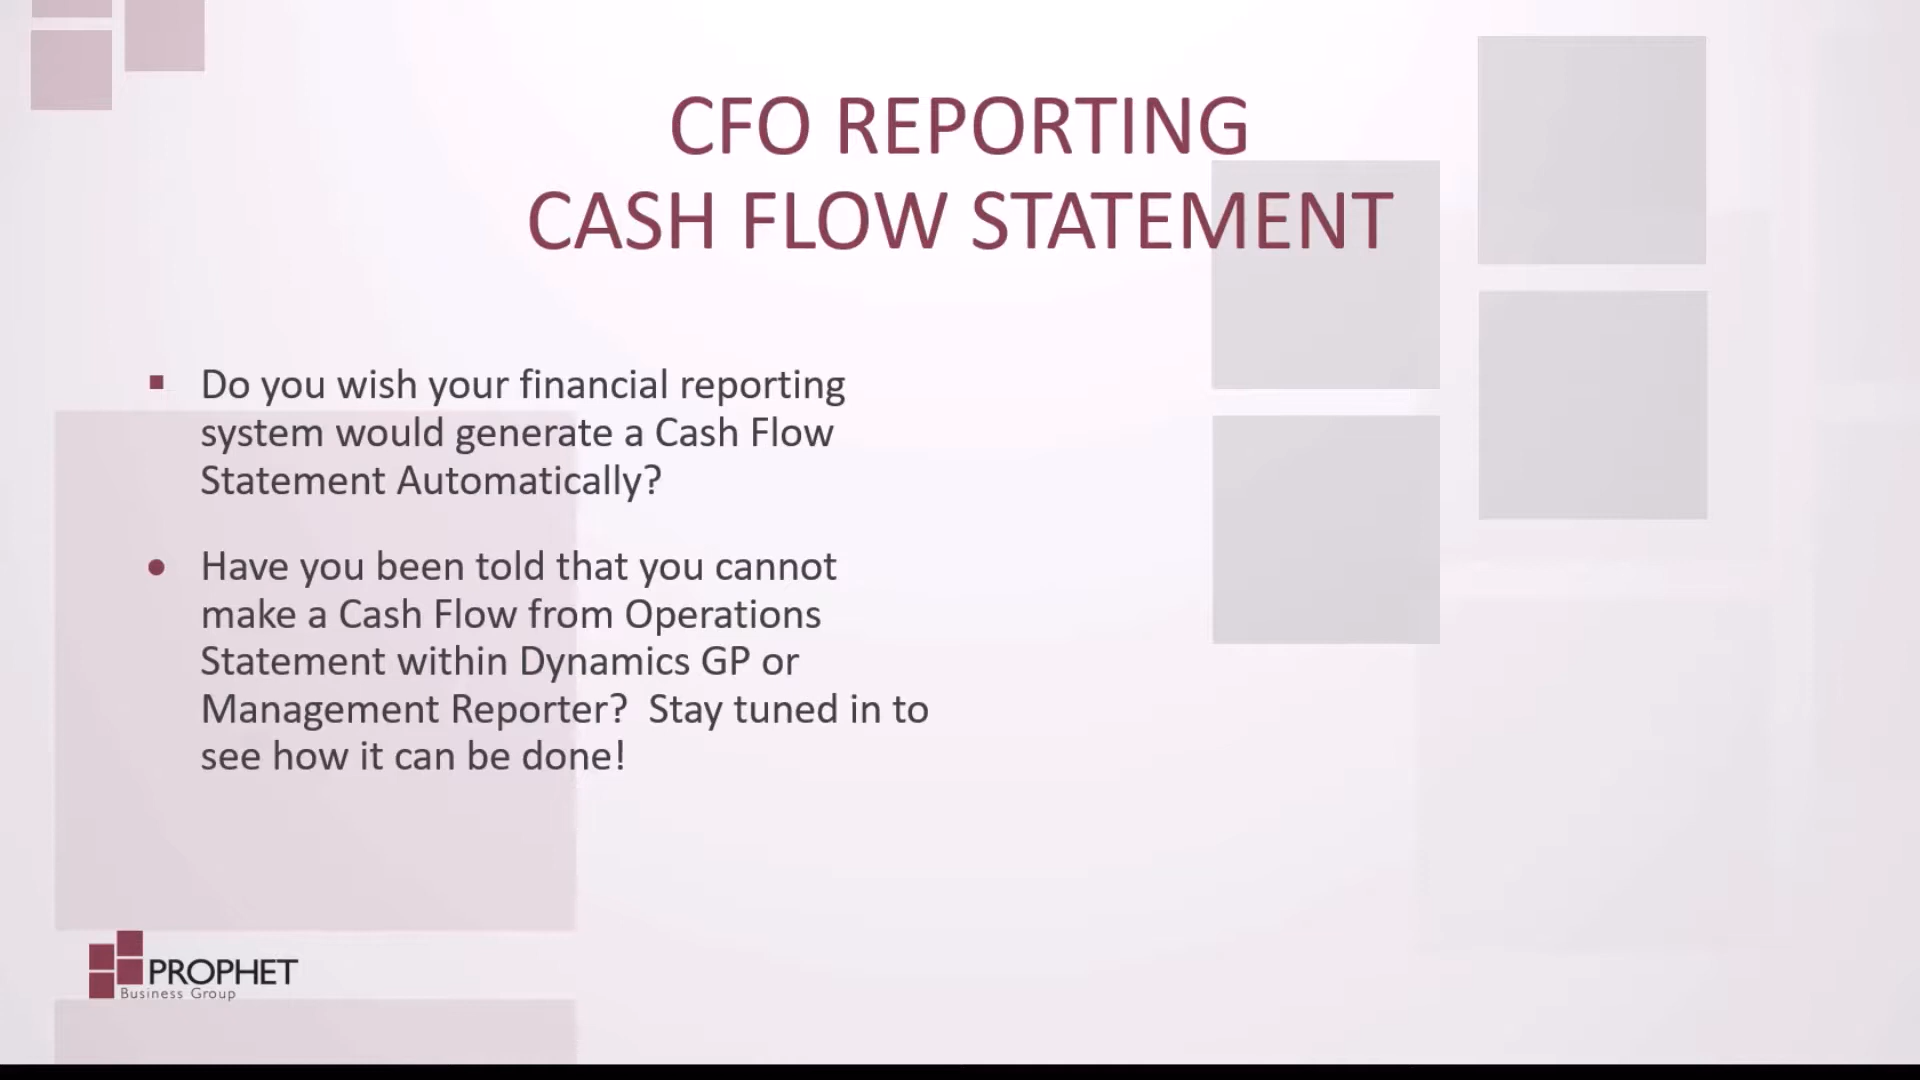 CFO REPORTING
CASH FLOW STATEMENT
Do you wish your financial reporting
system would generate a Cash Flow
Statement Automatically?
Have you been told that you cannot
make a Cash Flow from Operations
Statement within Dynamics GP or
Management Reporter?  Stay tuned in to
see how it can be done!
PROPHET
Business Group